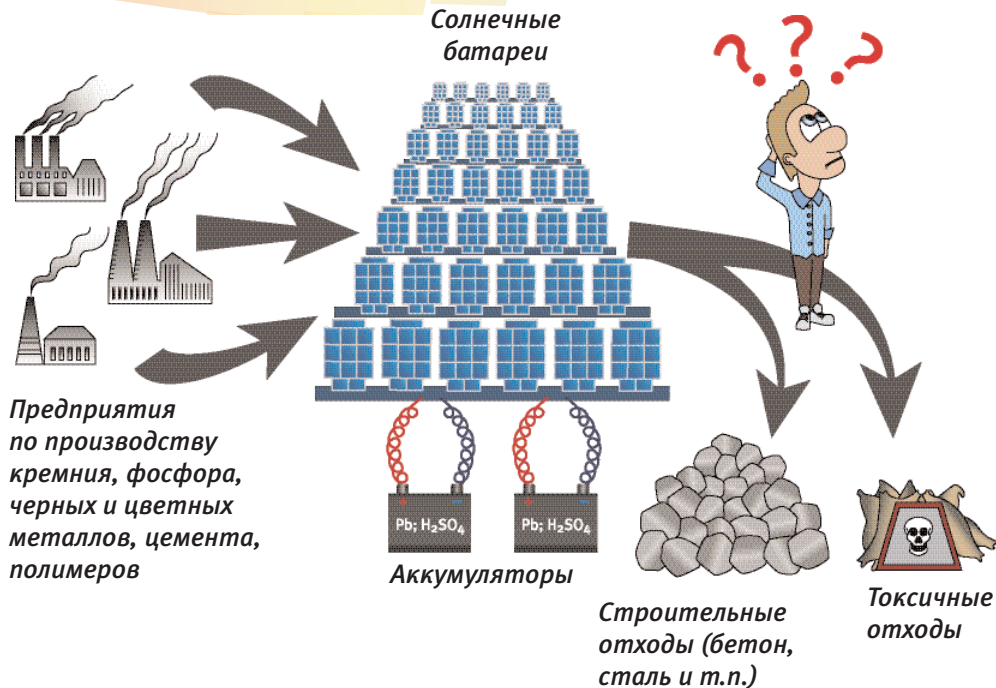 Солнечные
батареи
? ? ?
Предприятия
по производству
кремния, фосфора,
черных и цветных
металлов, цемента,
полимеров
+ – + –
Pb; H₂SO₄ Pb; H₂SO₄
Аккумуляторы
Строительные
отходы (бетон,
сталь и т.п.)
Токсичные
отходы